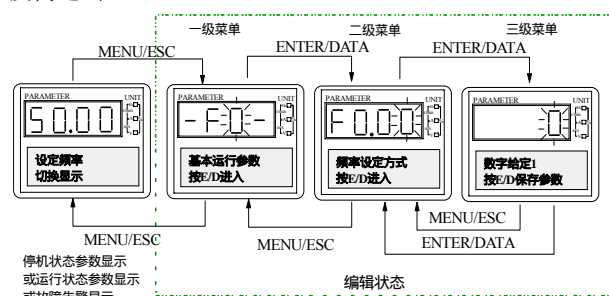 一级菜单
二级菜单
三级菜单
MENU/ESC
ENTER/DATA
ENTER/DATA
PARAMETER
UNIT
50.00
设定频率
切换显示
PARAMETER
UNIT
-F0-
基本运行参数
按E/D进入
PARAMETER
UNIT
F0.00
频率设定方式
按E/D进入
PARAMETER
UNIT
0
数字给定1
按E/D保存参数
MENU/ESC
MENU/ESC
MENU/ESC
ENTER/DATA
停机状态参数显示
或运行状态参数显示
编辑状态